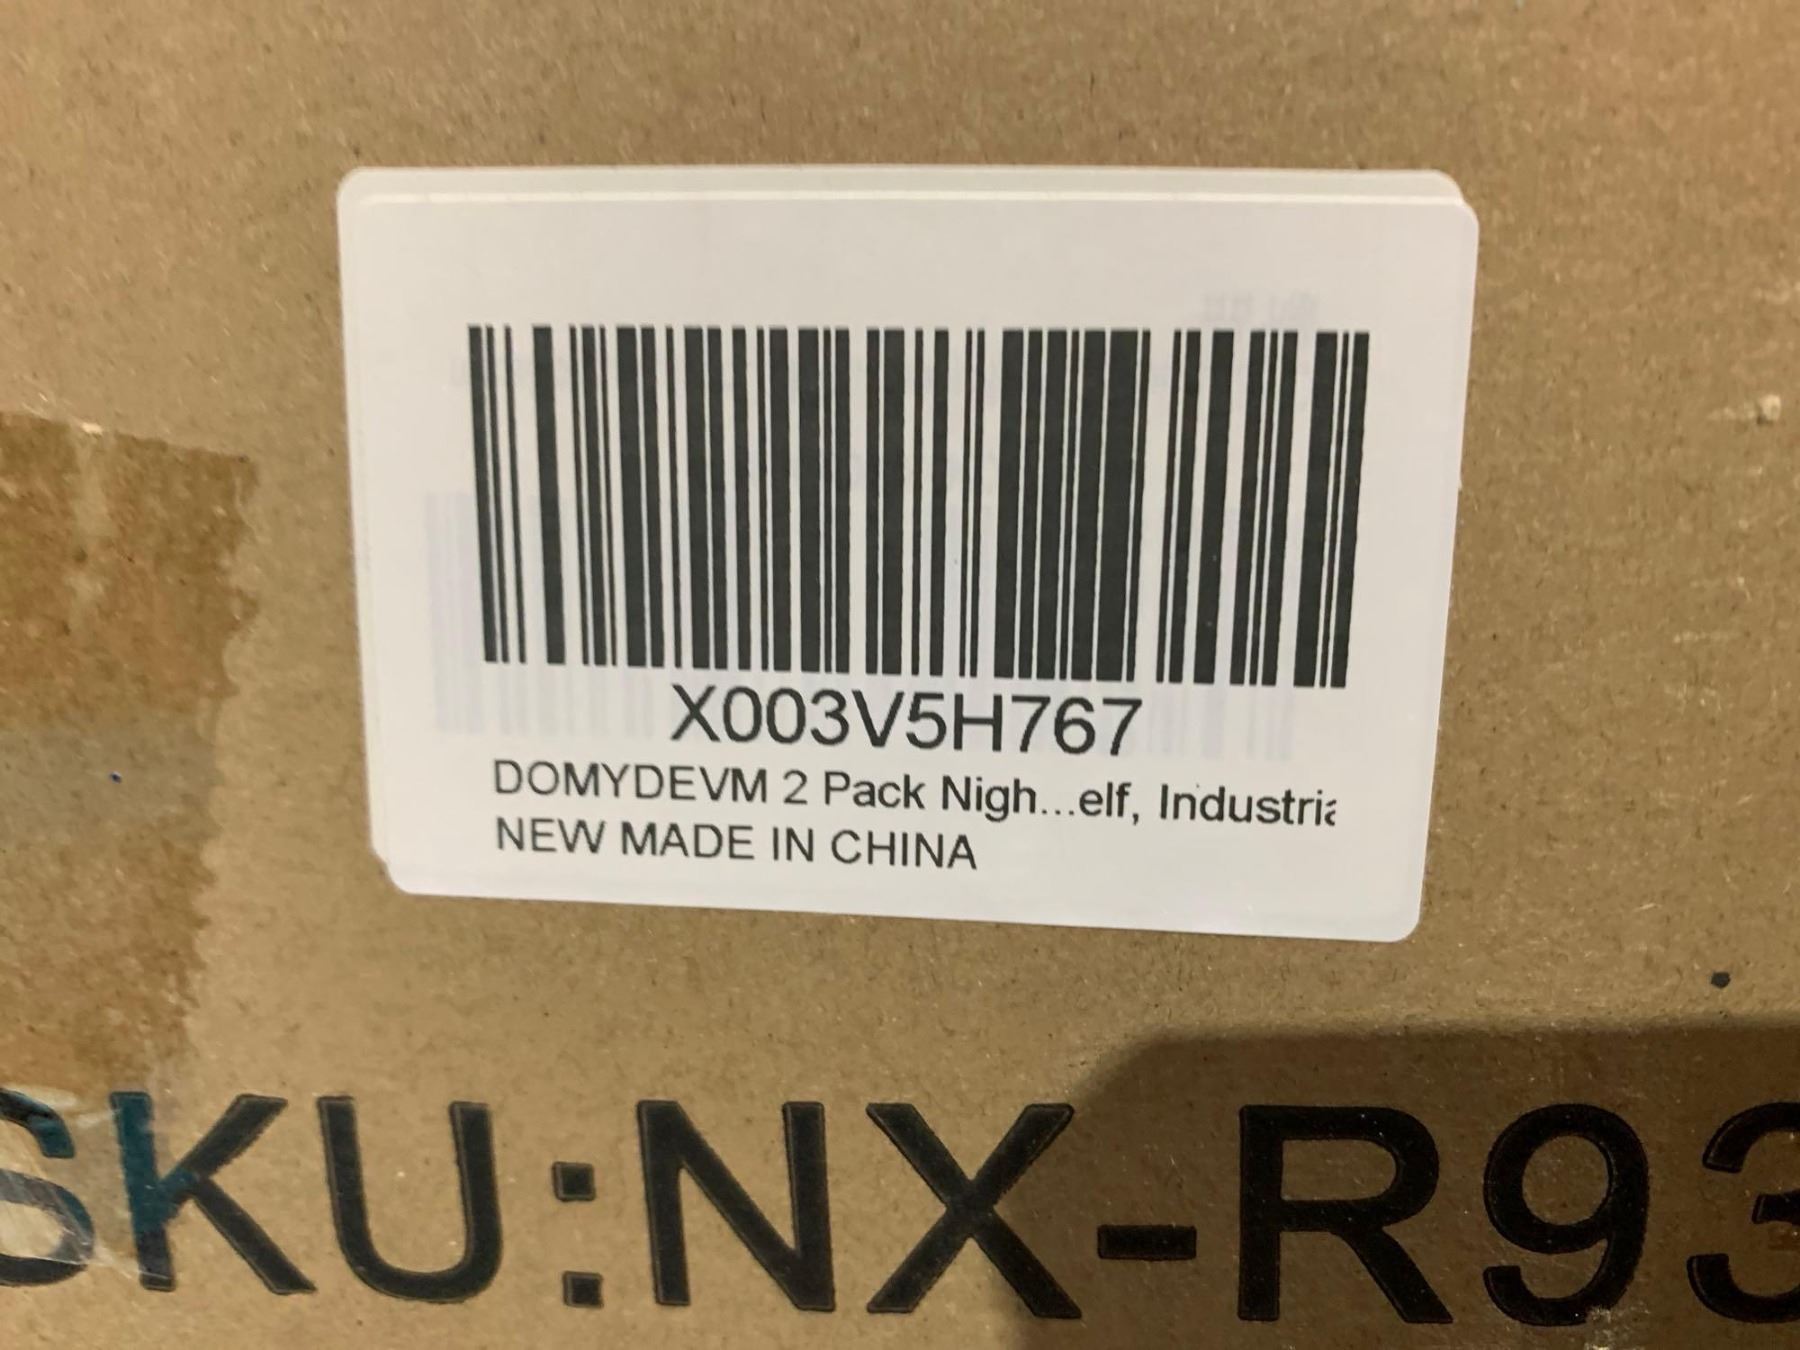 X003V5H767
DOMYDEVM 2 Pack Nigh...elf, Industria
NEW MADE IN CHINA
SKU:NX-R93